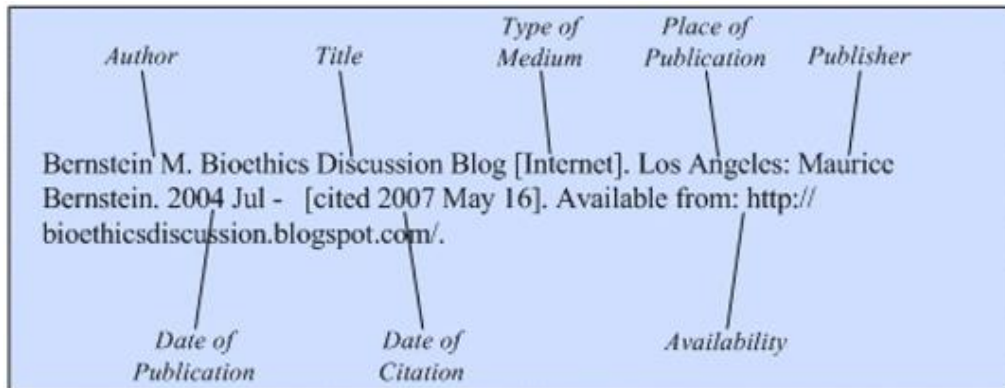 Type of Place of
Author Title Medium Publication Publisher
Bernstein M. Bioethics Discussion Blog [Internet]. Los Angeles: Maurice
Bernstein. 2004 Jul - [cited 2007 May 16]. Available from: http://
bioethicsdiscussion.blogspot.com/.
Date of Date of Availability
Publication Citation